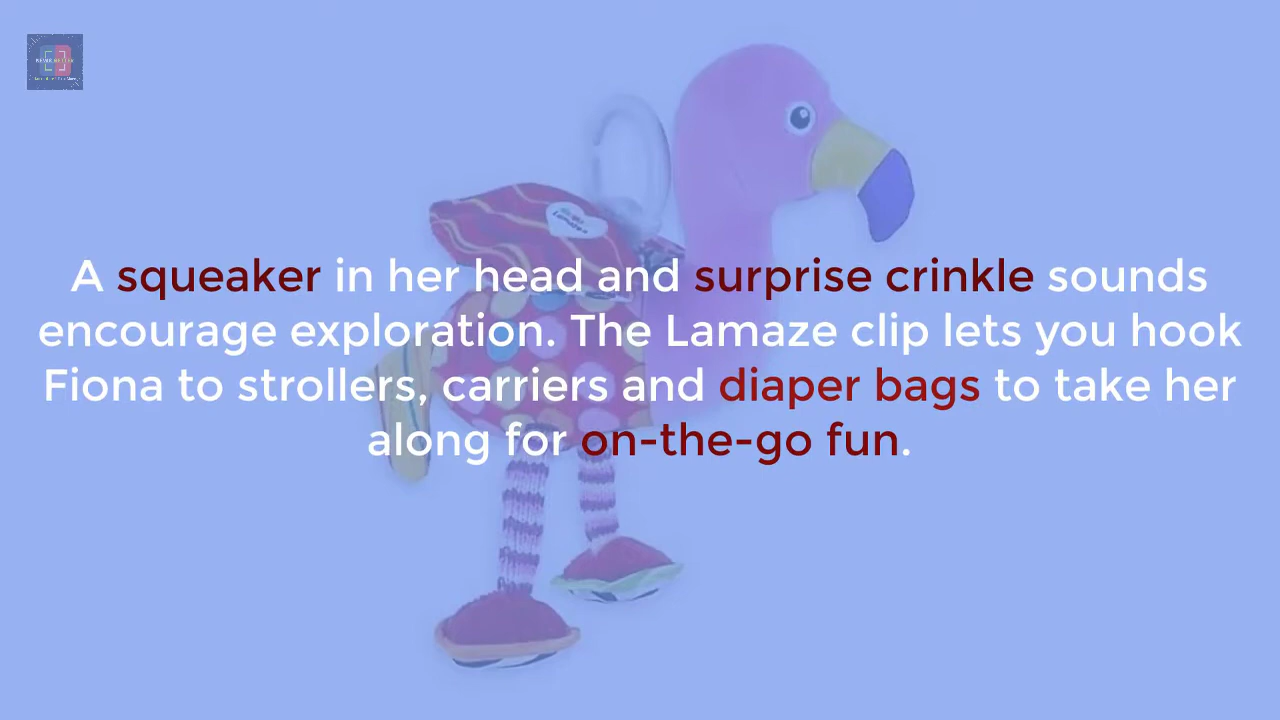 A squeaker in her head and surprise crinkle sounds
encourage exploration. The Lamaze clip lets you hook
Fiona to strollers, carriers and diaper bags to take her
along for on-the-go fun.
Lamaze